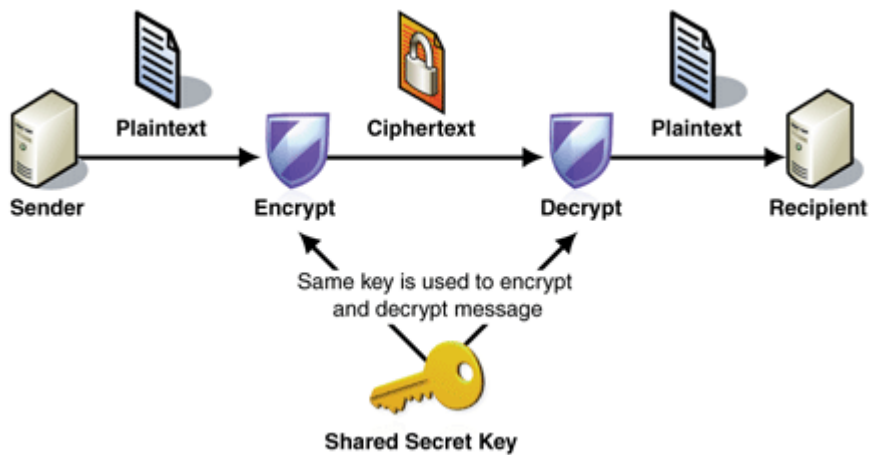 Plaintext
Ciphertext
Plaintext
Sender
Encrypt
Decrypt
Recipient
Same key is used to encrypt
and decrypt message
Shared Secret Key